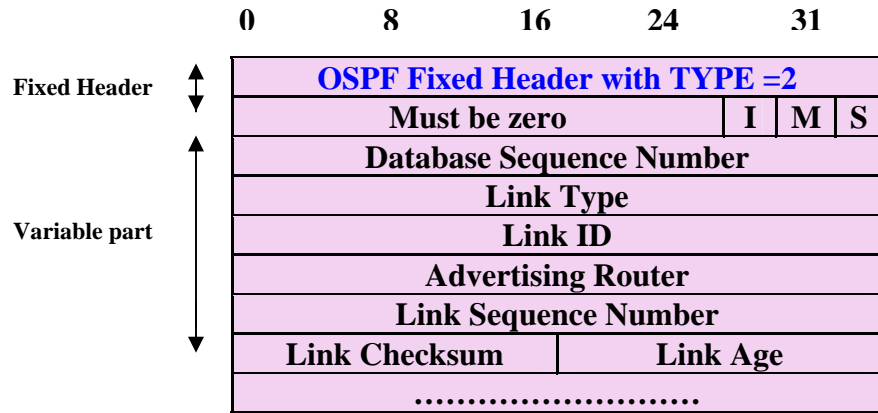 0 8 16 24 31
Fixed Header
OSPF Fixed Header with TYPE =2
Must be zero I M S
Database Sequence Number
Link Type
Variable part
Link ID
Advertising Router
Link Sequence Number
Link Checksum Link Age
…………………….